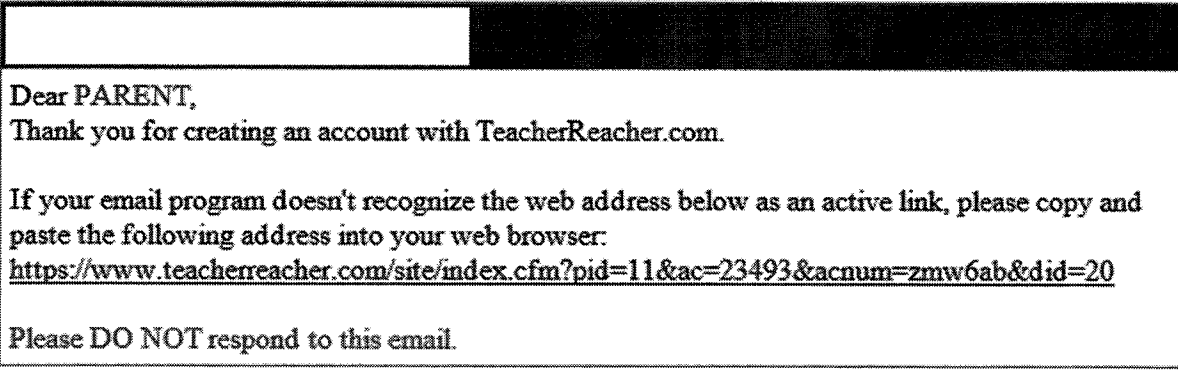 Dear PARENT,
Thank you for creating an account with TeacherReacher.com.
If your email program doesn't recognize the web address below as an active link, please copy and
paste the following address into your web browser:
https://www.teacherreacher.com/site/index.cfm?pid=11&ac=23493&acnum=zmw6ab&did=20
Please DO NOT respond to this email.